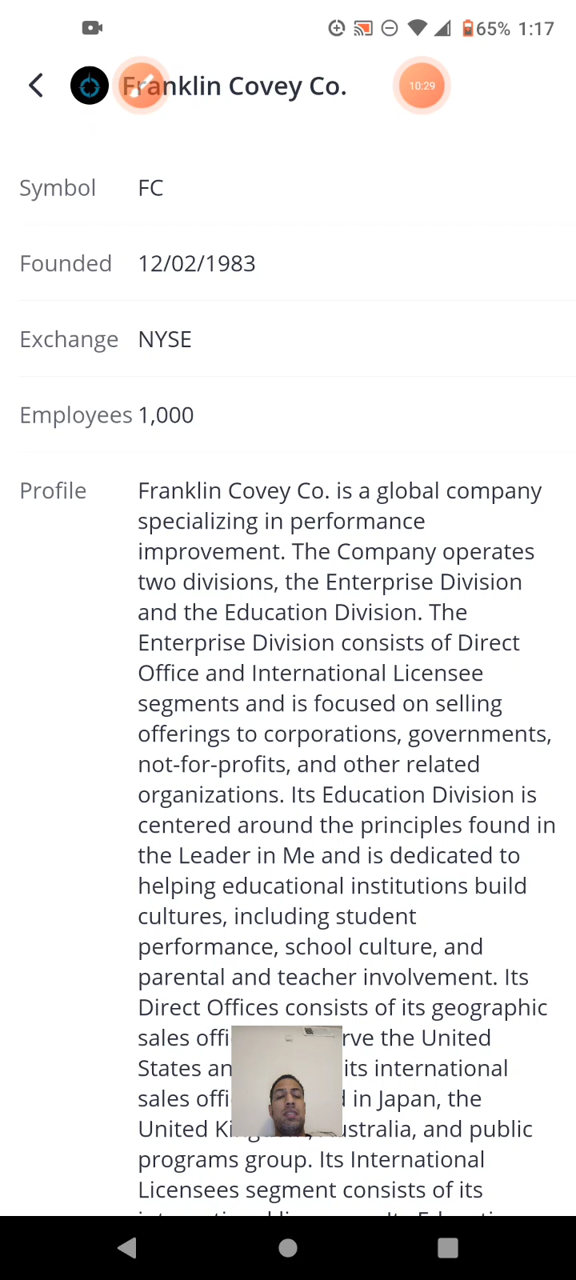 65% 1:17
Franklin Covey Co.
10:29
Symbol FC
Founded 12/02/1983
Exchange NYSE
Employees 1,000
Profile Franklin Covey Co. is a global company
specializing in performance
improvement. The Company operates
two divisions, the Enterprise Division
and the Education Division. The
Enterprise Division consists of Direct
Office and International Licensee
segments and is focused on selling
offerings to corporations, governments,
not-for-profits, and other related
organizations. Its Education Division is
centered around the principles found in
the Leader in Me and is dedicated to
helping educational institutions build
cultures, including student
performance, school culture, and
parental and teacher involvement. Its
Direct Offices consists of its geographic
sales the United
States its international
sales in Japan, the
United and public
programs group. Its International
Licensees segment consists of its